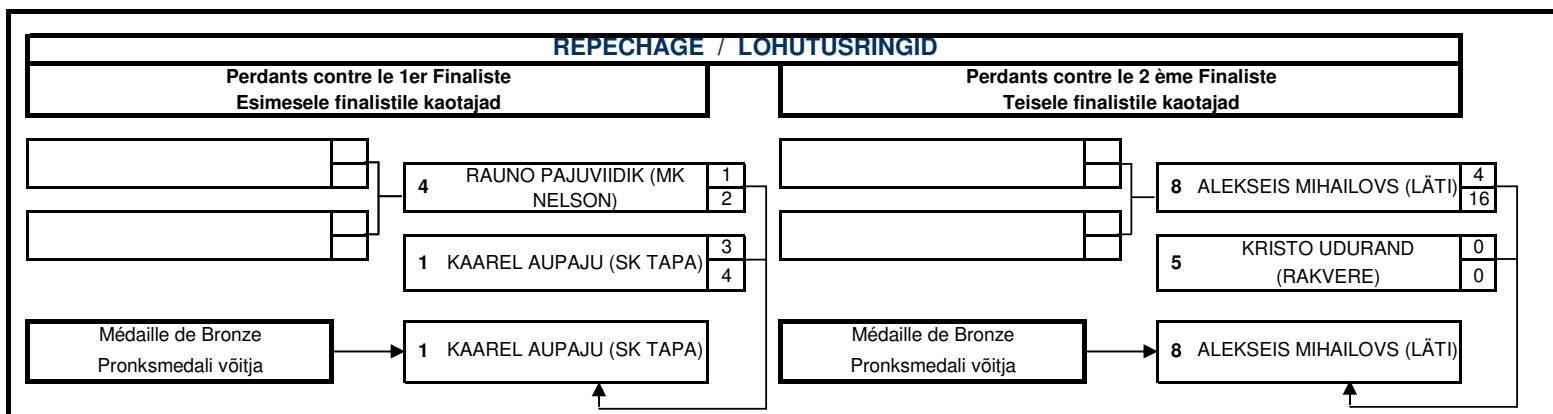 REPECHAGE / LOHUTUSRINGID
Perdants contre le 1er Finaliste
Esimesele finalistile kaotajad
Perdants contre le 2 ème Finaliste
Teisele finalistile kaotajad
4 RAUNO PAJUVIIDIK (MK NELSON) 1
2
1 KAAREL AUPAJU (SK TAPA) 3
4
8 ALEKSEIS MIHAILOVS (LÄTI) 4
16
5 KRISTO UDURAND (RAKVERE) 0
0
Médaille de Bronze
Pronksmedali võitja
1 KAAREL AUPAJU (SK TAPA)
Médaille de Bronze
Pronksmedali võitja
8 ALEKSEIS MIHAILOVS (LÄTI)